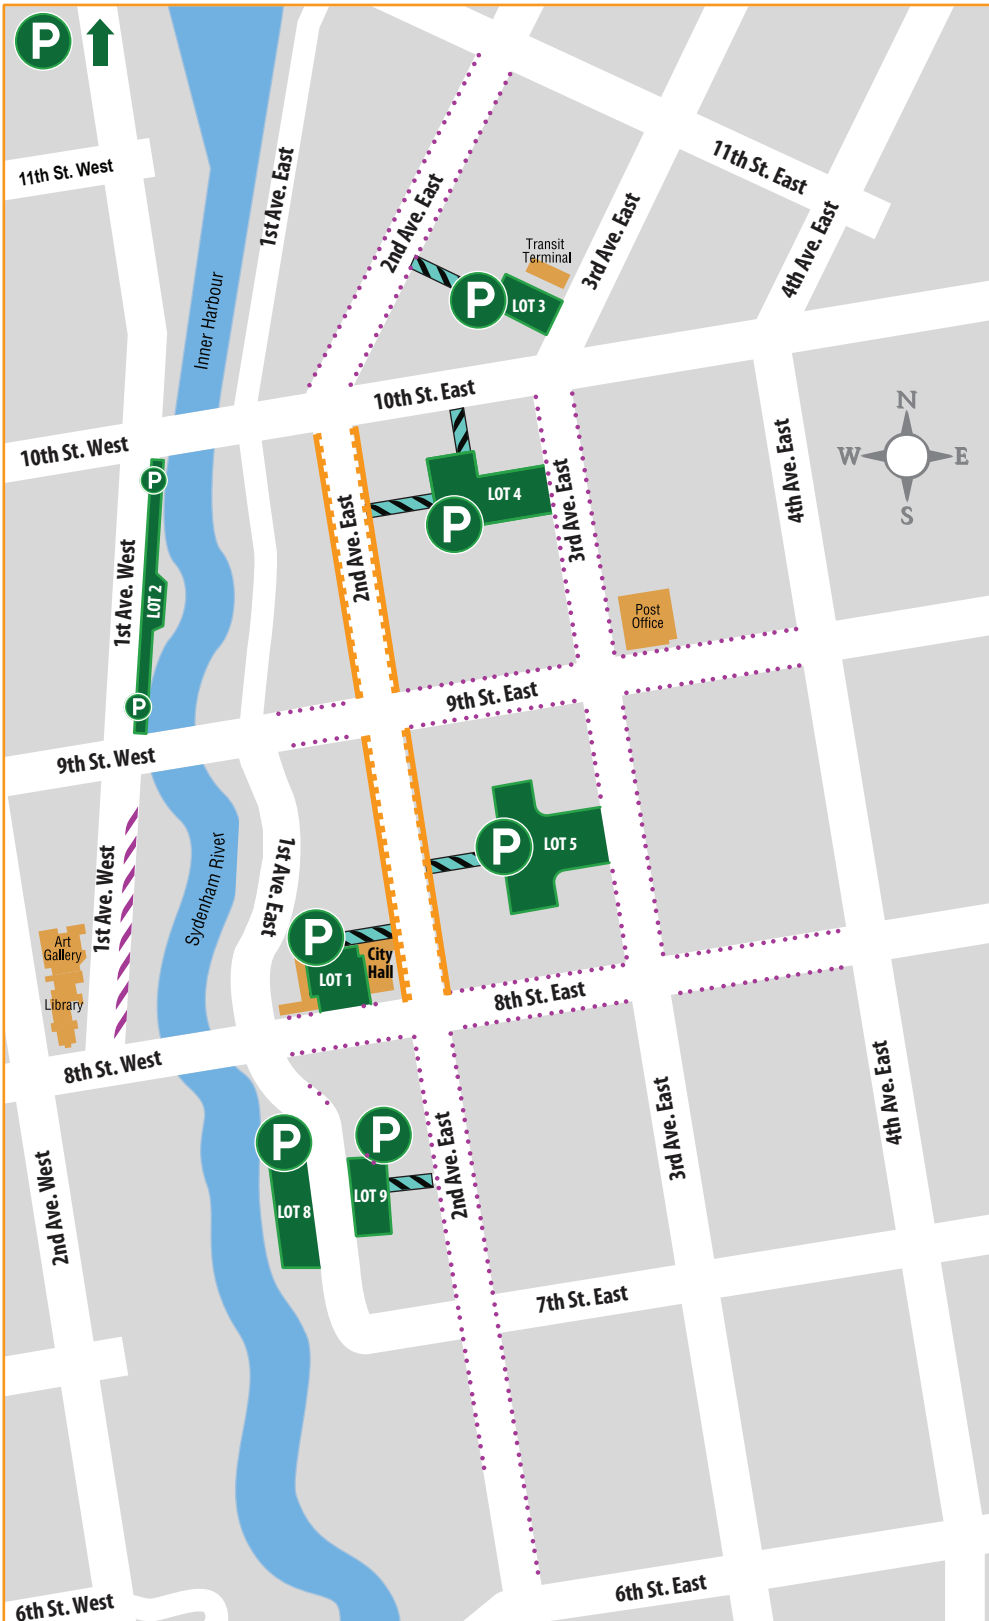 P
11th St. West
1st Ave. East
2nd Ave. East
Transit
Terminal
3rd Ave. East
11th St. East
4th Ave. East
P
LOT 3
Inner Harbour
10th St. East
10th St. West
N
W
E
S
P
LOT 4
P
2nd Ave. East
3rd Ave. East
4th Ave. East
1st Ave. West
LOT 2
Post
Office
P
9th St. East
9th St. West
P
LOT 5
1st Ave. West
Sydenham River
1st Ave. East
Art
Gallery
Library
P
City
Hall
LOT 1
8th St. East
8th St. West
P
P
LOT 8
LOT 9
2nd Ave. East
3rd Ave. East
4th Ave. East
2nd Ave. West
7th St. East
6th St. East
6th St. West